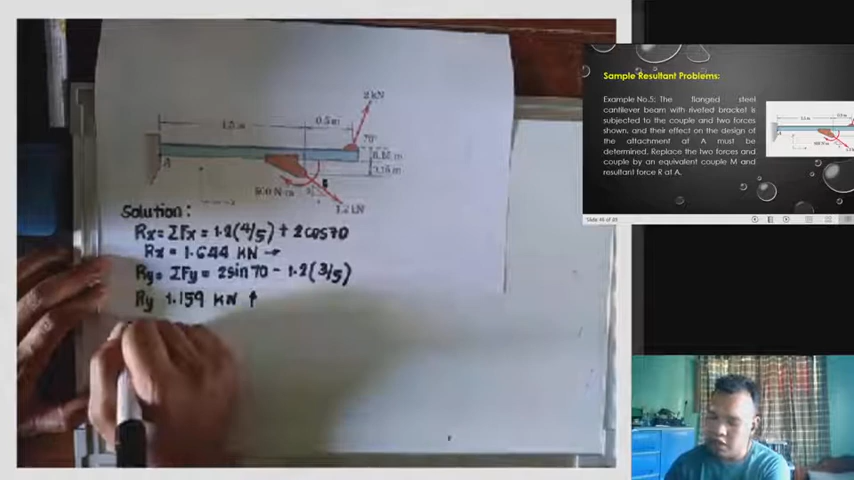 2 kN
1.5 m
0.5 m
70°
0.15 m
0.15 m
A
500 N·m
1.2 kN
Solution:
Rx = ΣFx = 1.2(4/5) + 2cos70
Rx = 1.644 KN →
Ry = ΣFy = 2sin70 - 1.2(3/5)
Ry 1.159 KN ↑
Sample Resultant Problems:
Example No.5: The flanged steel
cantilever beam with riveted bracket is
subjected to the couple and two forces
shown, and their effect on the design of
the attachment at A must be
determined. Replace the two forces and
couple by an equivalent couple M and
resultant force R at A.